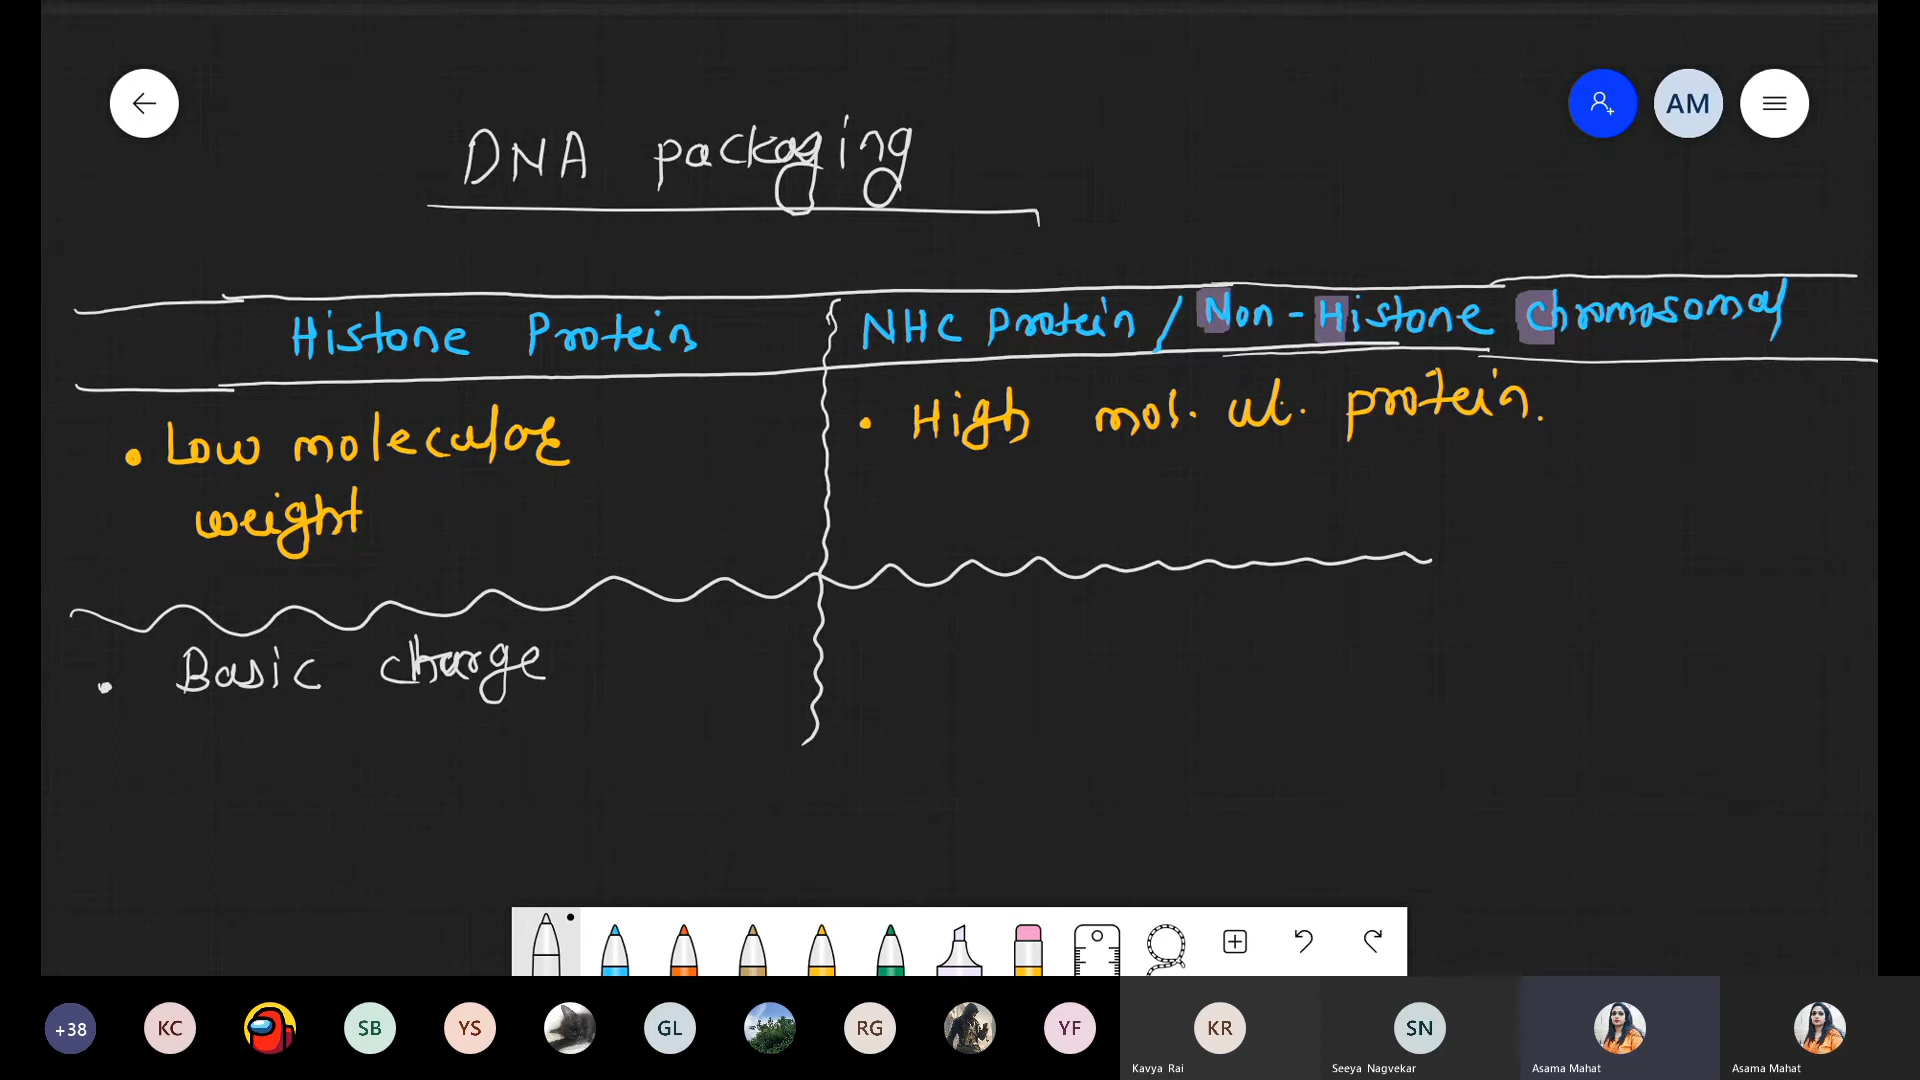 AM
DNA packaging
Histone Protein
NHC Protein / Non-Histone Chromosomal
• Low molecular
weight
• High mol. wt. protein.
• Basic charge
+38
KC
SB
YS
GL
RG
YF
KR
SN
Kavya Rai
Seeya Nagvekar
Asama Mahat
Asama Mahat